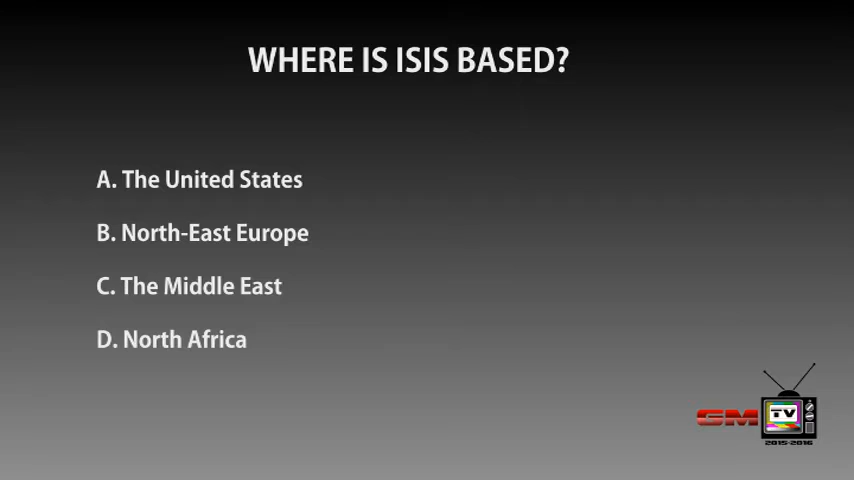 WHERE IS ISIS BASED?
A. The United States
B. North-East Europe
C. The Middle East
D. North Africa
GM TV
2015-2016